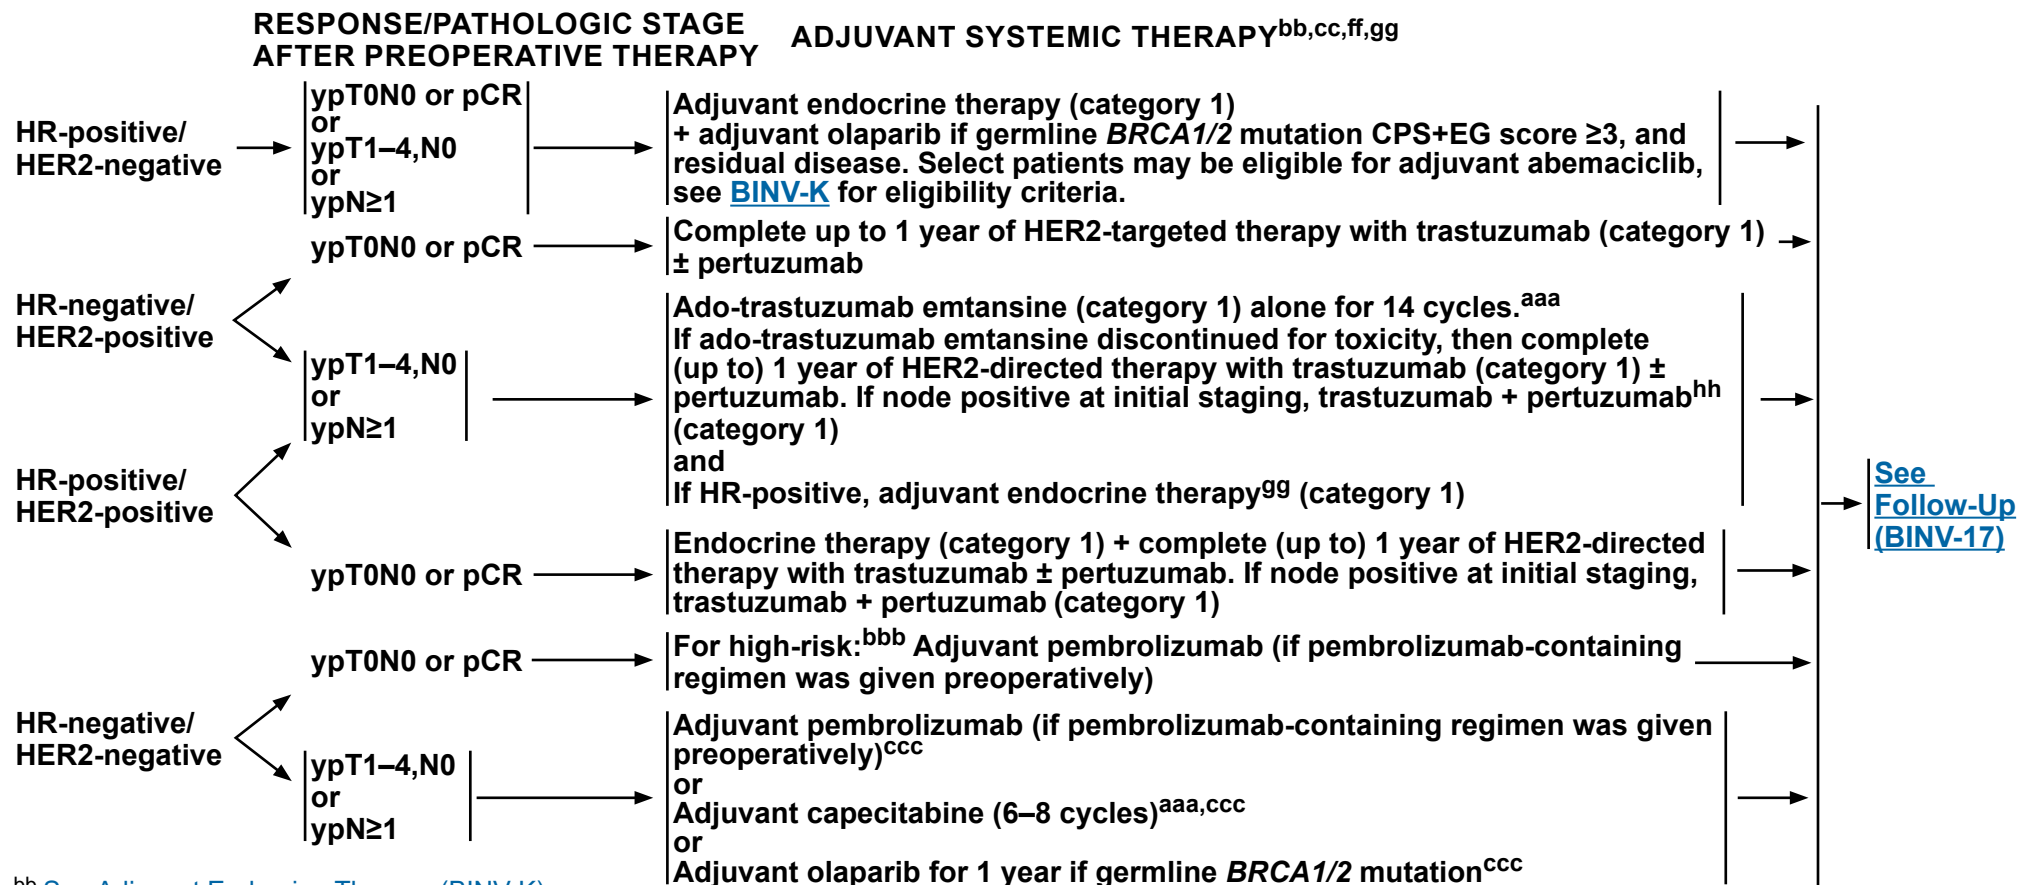 RESPONSE/PATHOLOGIC STAGE
AFTER PREOPERATIVE THERAPY
ADJUVANT SYSTEMIC THERAPYbb,cc,ff,gg
HR-positive/
HER2-negative
ypT0N0 or pCR
or
ypT1–4,N0
or
ypN≥1
Adjuvant endocrine therapy (category 1)
+ adjuvant olaparib if germline BRCA1/2 mutation CPS+EG score ≥3, and
residual disease. Select patients may be eligible for adjuvant abemaciclib,
see BINV-K for eligibility criteria.
HR-negative/
HER2-positive
ypT0N0 or pCR
Complete up to 1 year of HER2-targeted therapy with trastuzumab (category 1)
± pertuzumab
ypT1–4,N0
or
ypN≥1
Ado-trastuzumab emtansine (category 1) alone for 14 cycles.aaa
If ado-trastuzumab emtansine discontinued for toxicity, then complete
(up to) 1 year of HER2-directed therapy with trastuzumab (category 1) ±
pertuzumab. If node positive at initial staging, trastuzumab + pertuzumabhh
(category 1)
and
If HR-positive, adjuvant endocrine therapygg (category 1)
HR-positive/
HER2-positive
ypT0N0 or pCR
Endocrine therapy (category 1) + complete (up to) 1 year of HER2-directed
therapy with trastuzumab ± pertuzumab. If node positive at initial staging,
trastuzumab + pertuzumab (category 1)
HR-negative/
HER2-negative
ypT0N0 or pCR
For high-risk:bbb Adjuvant pembrolizumab (if pembrolizumab-containing
regimen was given preoperatively)
ypT1–4,N0
or
ypN≥1
Adjuvant pembrolizumab (if pembrolizumab-containing regimen was given
preoperatively)ccc
or
Adjuvant capecitabine (6–8 cycles)aaa,ccc
or
Adjuvant olaparib for 1 year if germline BRCA1/2 mutationccc
See
Follow-Up
(BINV-17)
bb See Adjuvant Endocrine Therapy (BINV-K)